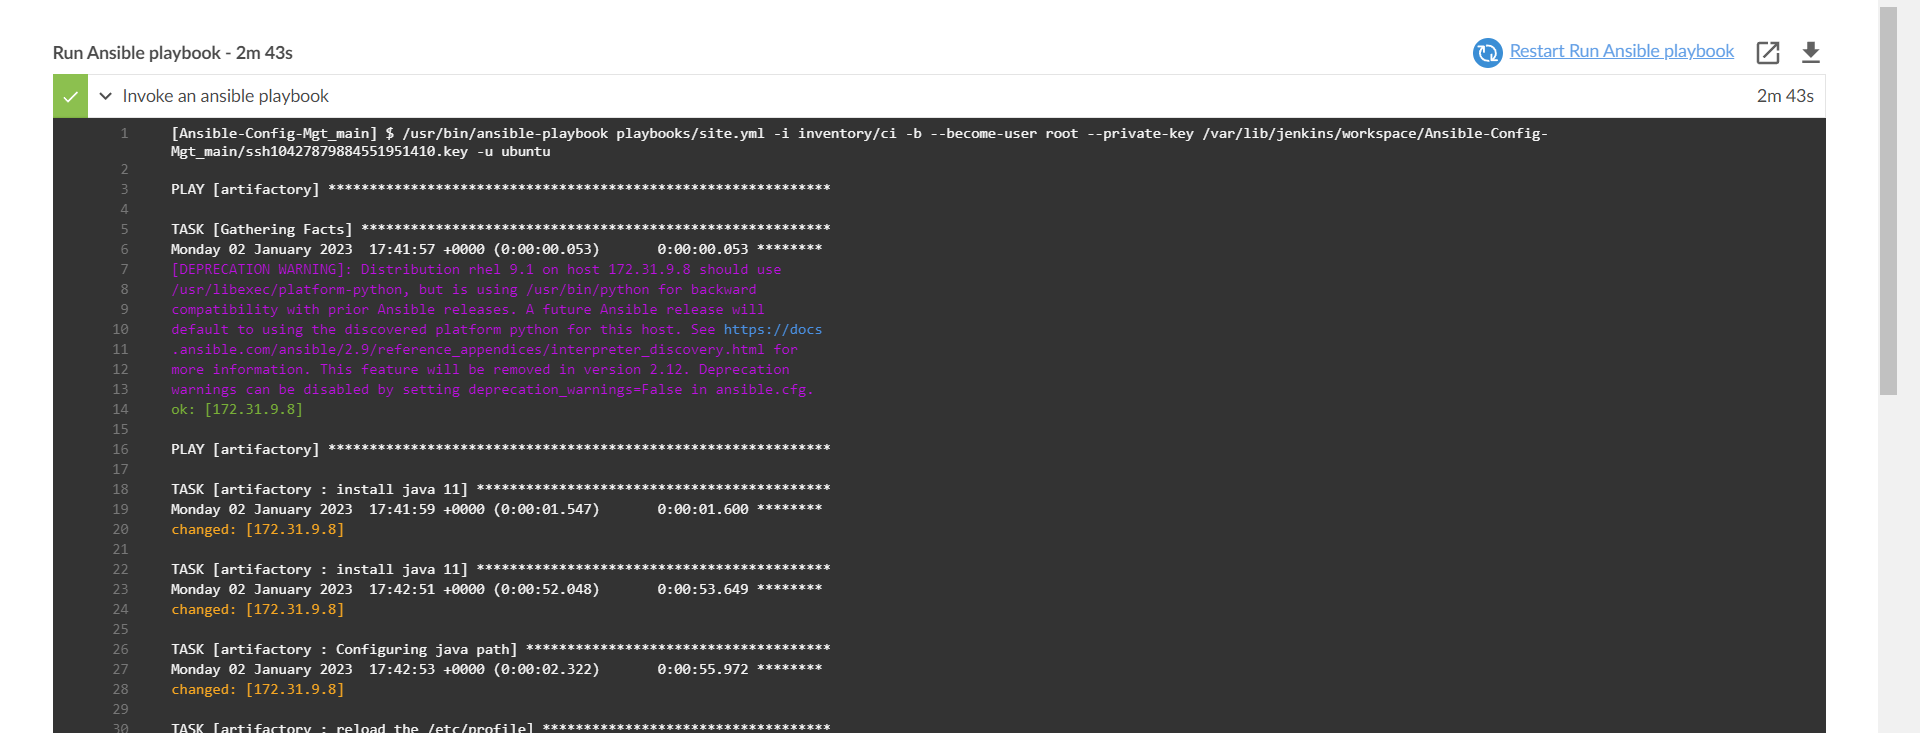 Run Ansible playbook - 2m 43s
Restart Run Ansible playbook
Invoke an ansible playbook
2m 43s
1 [Ansible-Config-Mgt_main] $ /usr/bin/ansible-playbook playbooks/site.yml -i inventory/ci -b --become-user root --private-key /var/lib/jenkins/workspace/Ansible-Config-
Mgt_main/ssh10427879884551951410.key -u ubuntu
2
3 PLAY [artifactory] *************************************************************
4
5 TASK [Gathering Facts] *********************************************************
6 Monday 02 January 2023  17:41:57 +0000 (0:00:00.053)       0:00:00.053 ********
7 [DEPRECATION WARNING]: Distribution rhel 9.1 on host 172.31.9.8 should use
8 /usr/libexec/platform-python, but is using /usr/bin/python for backward
9 compatibility with prior Ansible releases. A future Ansible release will
10 default to using the discovered platform python for this host. See https://docs
11 .ansible.com/ansible/2.9/reference_appendices/interpreter_discovery.html for
12 more information. This feature will be removed in version 2.12. Deprecation
13 warnings can be disabled by setting deprecation_warnings=False in ansible.cfg.
14 ok: [172.31.9.8]
15
16 PLAY [artifactory] *************************************************************
17
18 TASK [artifactory : install java 11] *******************************************
19 Monday 02 January 2023  17:41:59 +0000 (0:00:01.547)       0:00:01.600 ********
20 changed: [172.31.9.8]
21
22 TASK [artifactory : install java 11] *******************************************
23 Monday 02 January 2023  17:42:51 +0000 (0:00:52.048)       0:00:53.649 ********
24 changed: [172.31.9.8]
25
26 TASK [artifactory : Configuring java path] *************************************
27 Monday 02 January 2023  17:42:53 +0000 (0:00:02.322)       0:00:55.972 ********
28 changed: [172.31.9.8]
29
30 TASK [artifactory : reload the /etc/profile] ***********************************